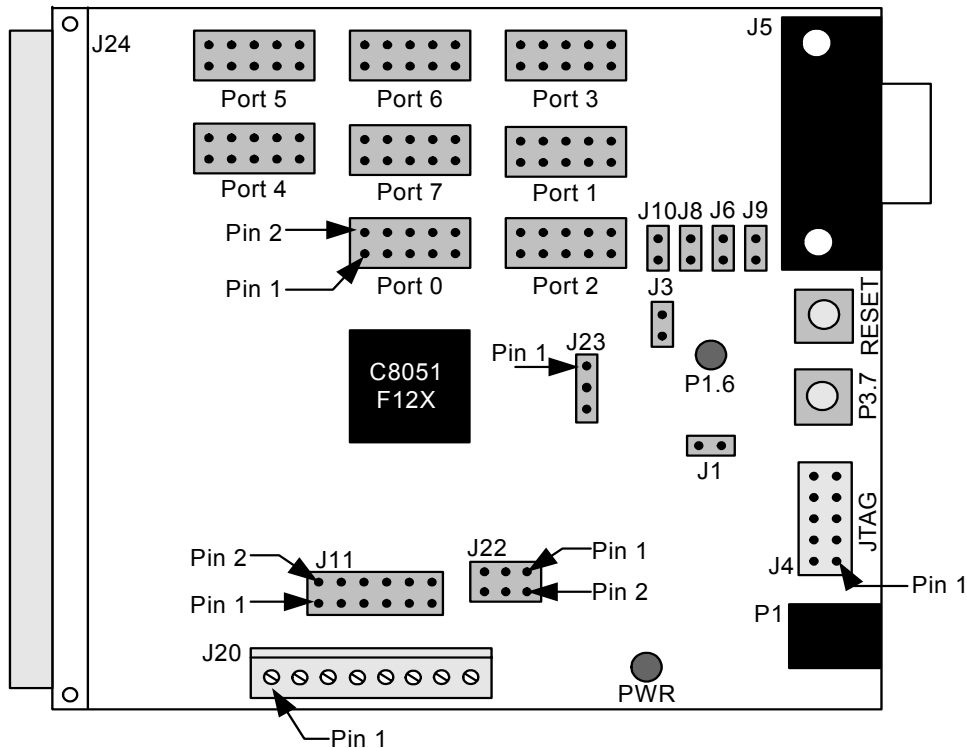 J24
J5
Port 5
Port 6
Port 3
Port 4
Port 7
Port 1
J10
J8
J6
J9
Pin 2
Pin 1
Port 0
Port 2
J3
RESET
J23
Pin 1
P1.6
C8051
F12X
P3.7
J1
JTAG
J4
Pin 1
Pin 2
J11
Pin 1
J22
Pin 1
Pin 2
P1
J20
PWR
Pin 1